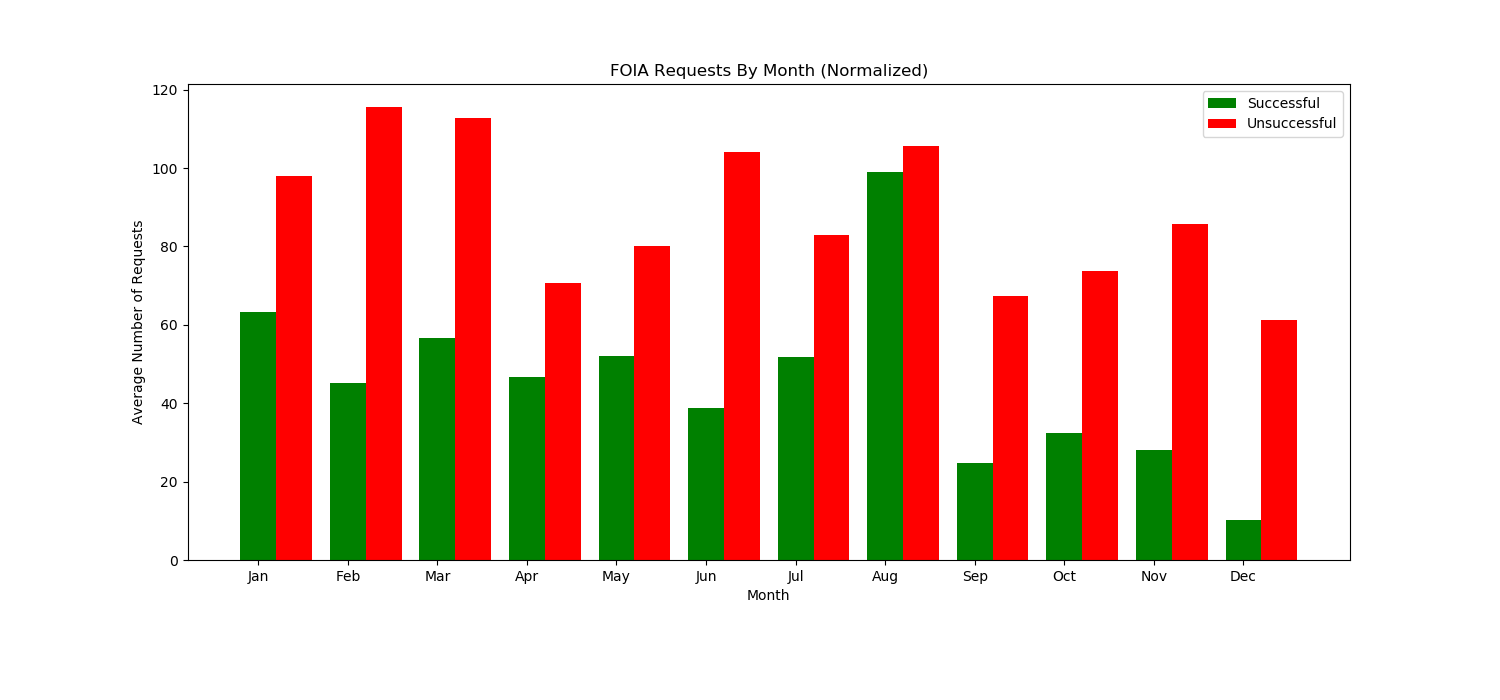 FOIA Requests By Month (Normalized)
Successful
Unsuccessful
Average Number of Requests
120
100
80
60
40
20
0
Jan Feb Mar Apr May Jun Jul Aug Sep Oct Nov Dec
Month